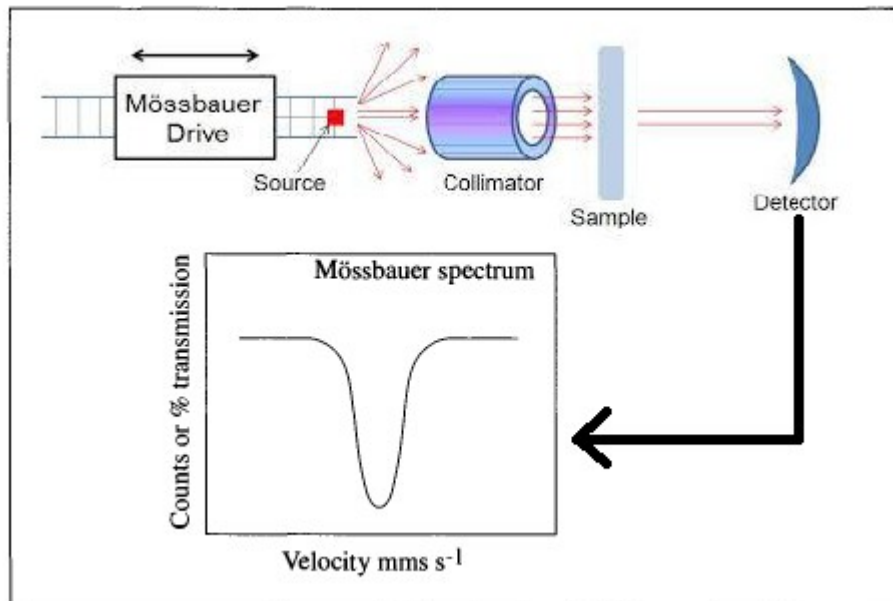 Mössbauer
Drive
Source
Collimator
Sample
Detector
Mössbauer spectrum
Counts or % transmission
Velocity mms s-1